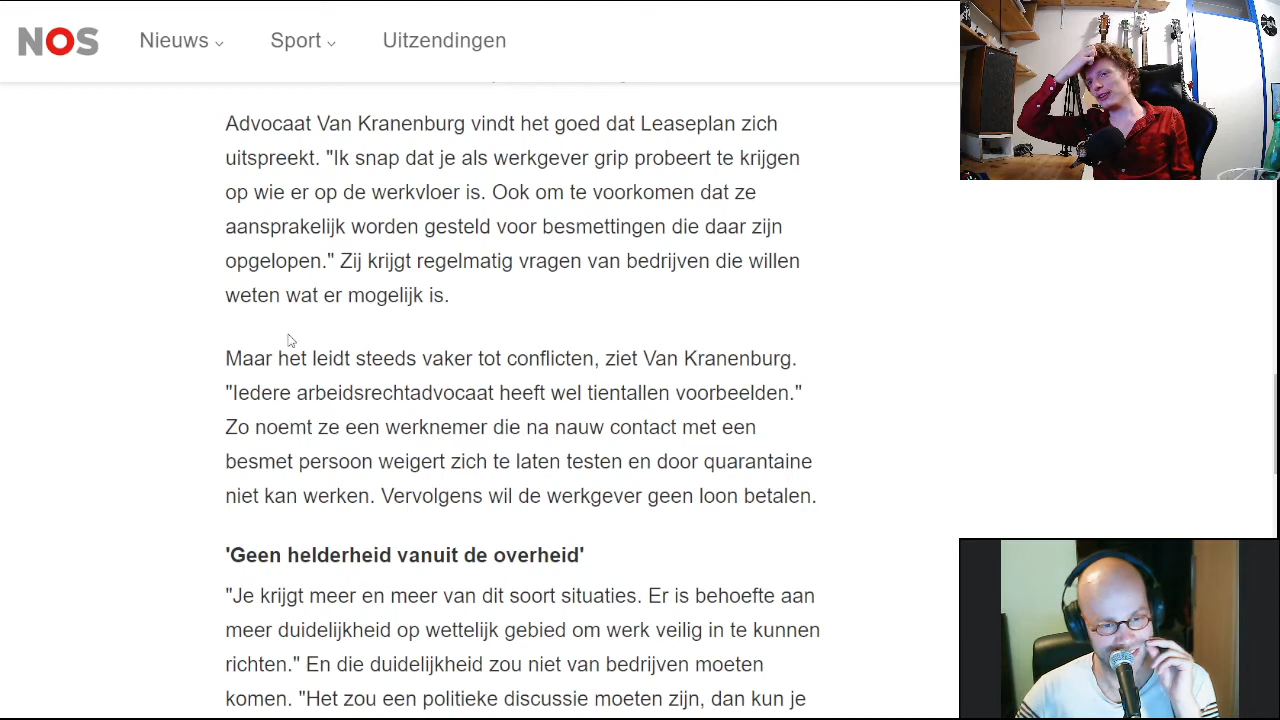 NOS Nieuws Sport Uitzendingen
Advocaat Van Kranenburg vindt het goed dat Leaseplan zich
uitspreekt. "Ik snap dat je als werkgever grip probeert te krijgen
op wie er op de werkvloer is. Ook om te voorkomen dat ze
aansprakelijk worden gesteld voor besmettingen die daar zijn
opgelopen." Zij krijgt regelmatig vragen van bedrijven die willen
weten wat er mogelijk is.
Maar het leidt steeds vaker tot conflicten, ziet Van Kranenburg.
"Iedere arbeidsrechtadvocaat heeft wel tientallen voorbeelden."
Zo noemt ze een werknemer die na nauw contact met een
besmet persoon weigert zich te laten testen en door quarantaine
niet kan werken. Vervolgens wil de werkgever geen loon betalen.
'Geen helderheid vanuit de overheid'
"Je krijgt meer en meer van dit soort situaties. Er is behoefte aan
meer duidelijkheid op wettelijk gebied om werk veilig in te kunnen
richten." En die duidelijkheid zou niet van bedrijven moeten
komen. "Het zou een politieke discussie moeten zijn, dan kun je